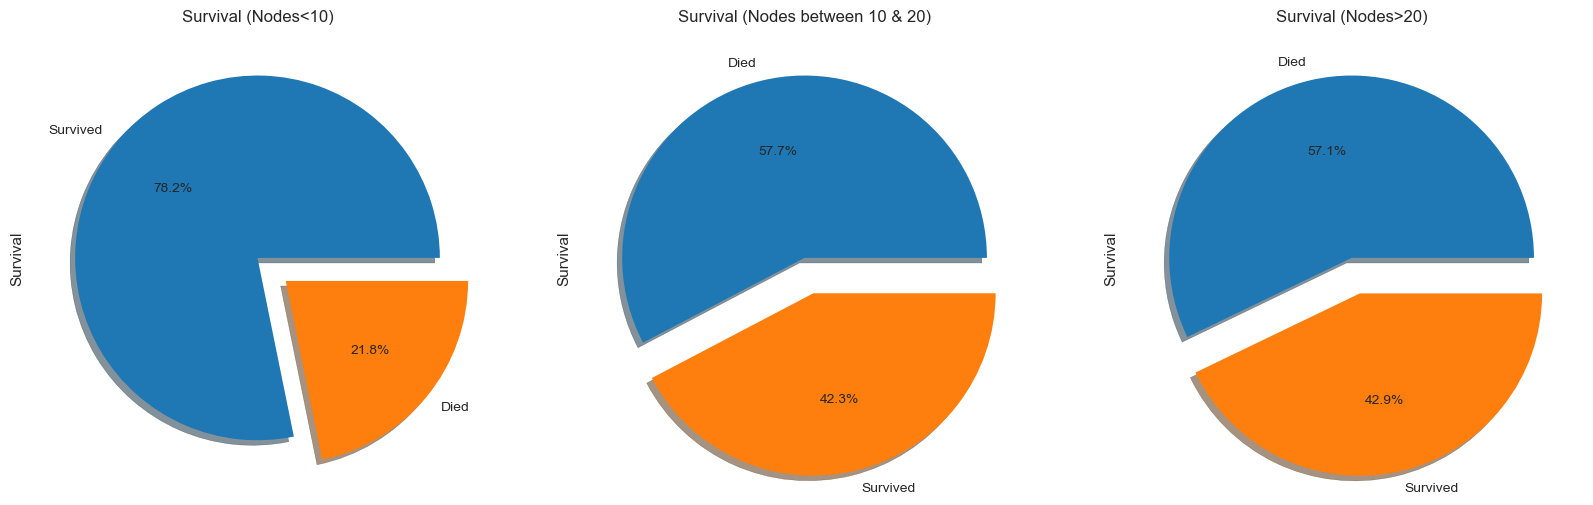 Survival (Nodes<10)
Survived
78.2%
21.8%
Died
Survival
Survival (Nodes between 10 & 20)
Died
57.7%
42.3%
Survived
Survival
Survival (Nodes>20)
Died
57.1%
42.9%
Survived
Survival